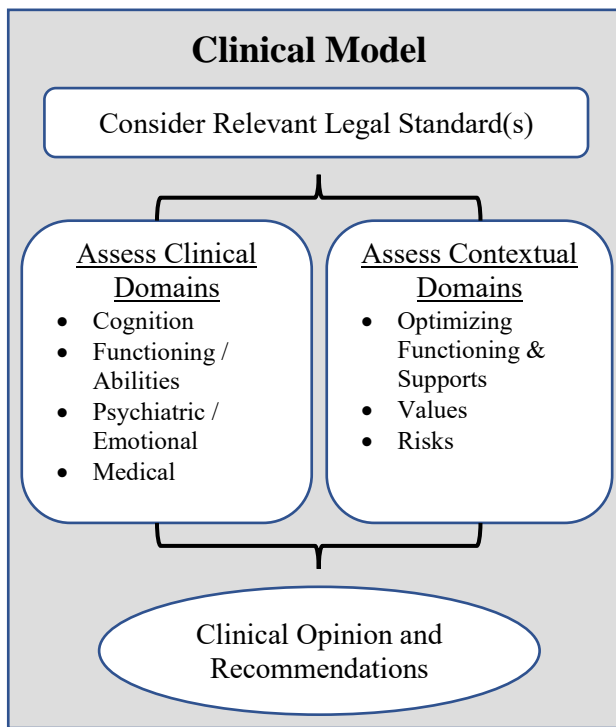 Clinical Model
Consider Relevant Legal Standard(s)
Assess Clinical
Domains
• Cognition
• Functioning /
Abilities
• Psychiatric /
Emotional
• Medical
Assess Contextual
Domains
• Optimizing
Functioning &
Supports
• Values
• Risks
Clinical Opinion and
Recommendations